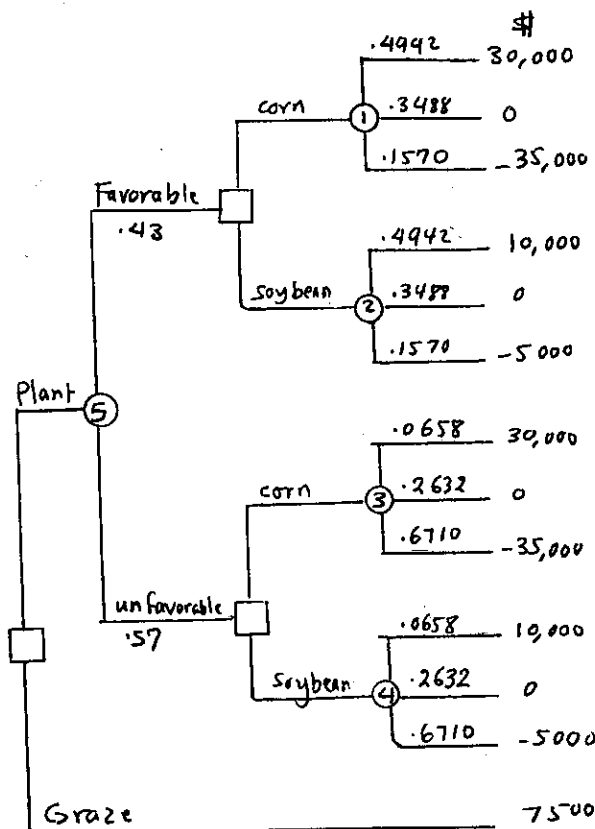 $
.4942 30,000
corn 1 .3488 0
.1570 -35,000
Favorable
.43
.4942 10,000
soybean 2 .3488 0
.1570 -5000
Plant 5
.0658 30,000
corn 3 .2632 0
.6710 -35,000
unfavorable
.57
.0658 10,000
Soybean 4 .2632 0
.6710 -5000
Graze 7500